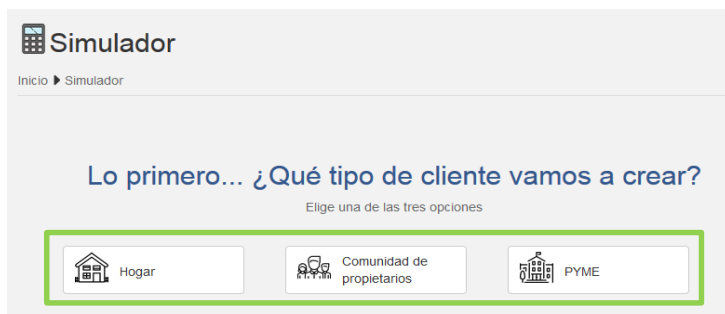 Simulador
Inicio Simulador
Lo primero... ¿Qué tipo de cliente vamos a crear?
Elige una de las tres opciones
Hogar
Comunidad de
propietarios
PYME